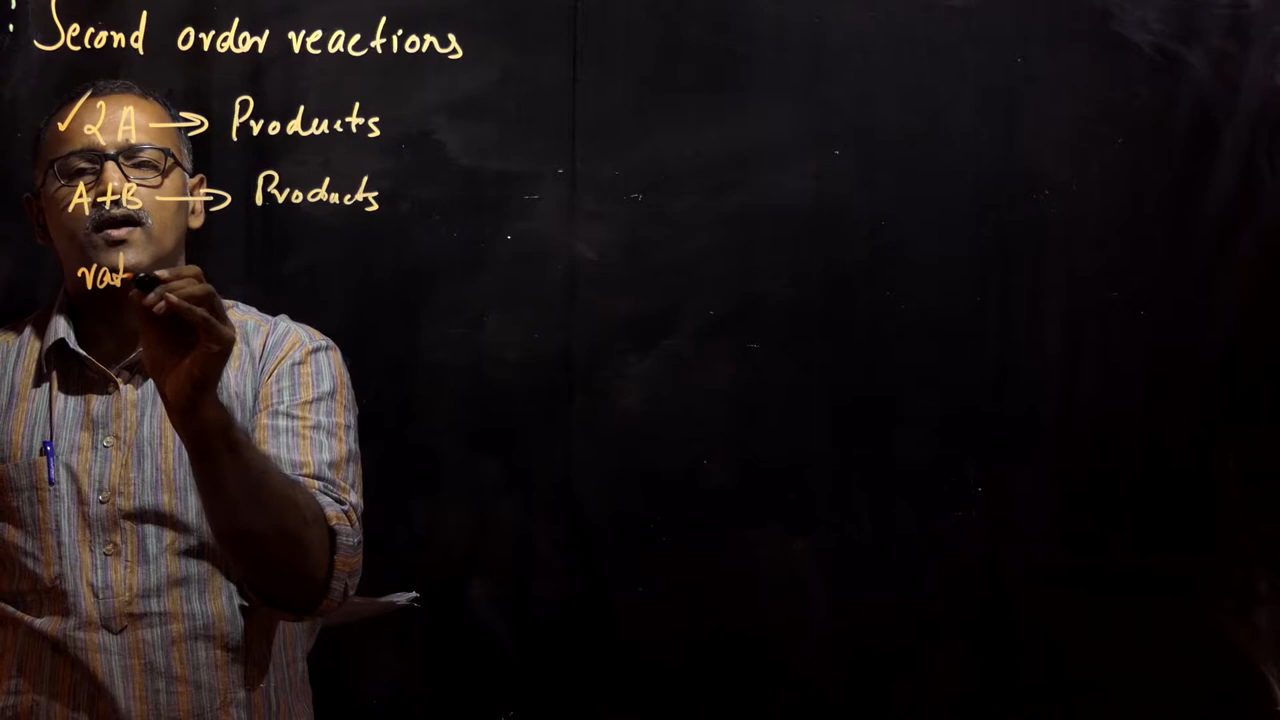 Second order reactions
✓ 2A → Products
A + B → Products
rat